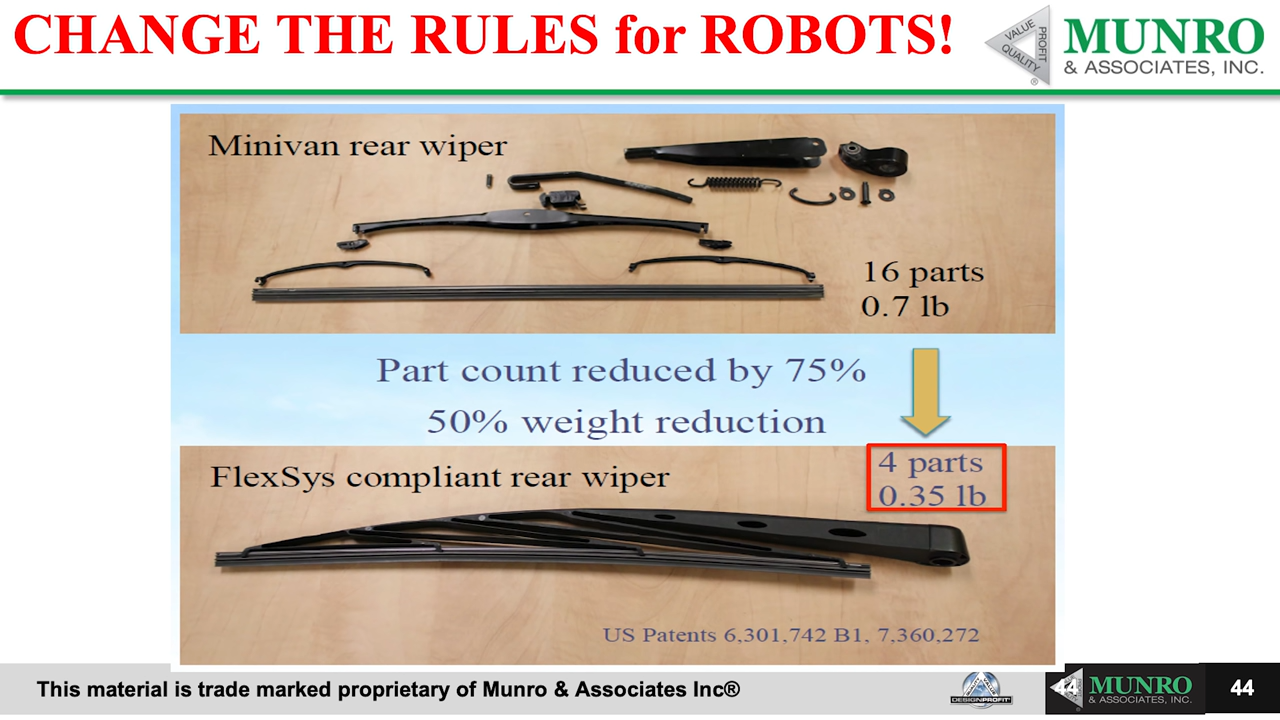 CHANGE THE RULES for ROBOTS!
VALUE
PROFIT
QUALITY
®
MUNRO
& ASSOCIATES, INC.
Minivan rear wiper
16 parts
0.7 lb
Part count reduced by 75%
50% weight reduction
FlexSys compliant rear wiper
4 parts
0.35 lb
US Patents 6,301,742 B1, 7,360,272
This material is trade marked proprietary of Munro & Associates Inc®
DESIGNPROFIT
44
MUNRO
& ASSOCIATES, INC.
44